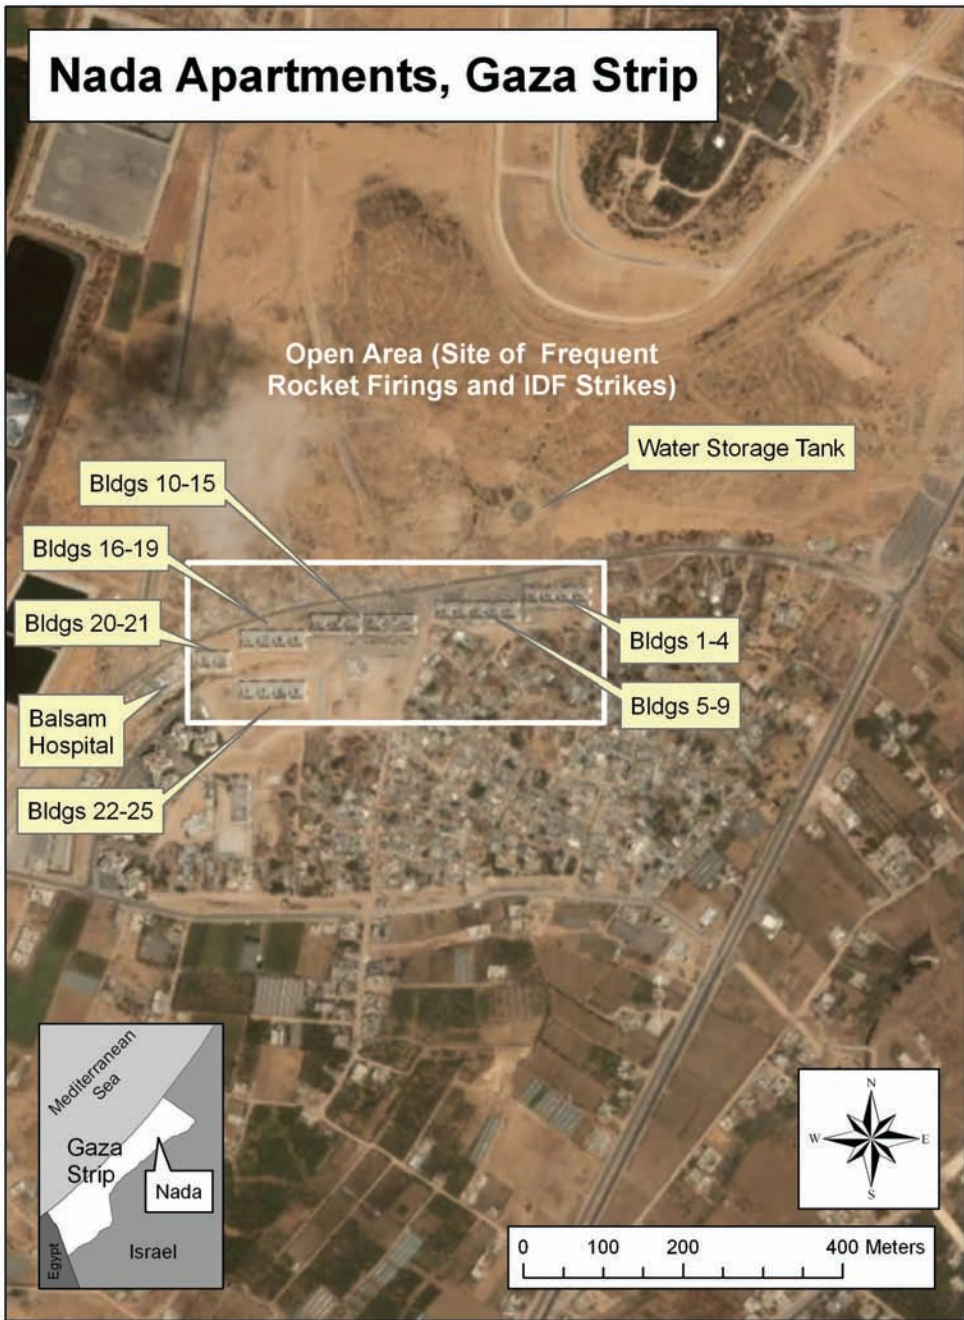 Nada Apartments, Gaza Strip
Open Area (Site of Frequent
Rocket Firings and IDF Strikes)
Water Storage Tank
Bldgs 10-15
Bldgs 16-19
Bldgs 20-21
Bldgs 1-4
Bldgs 5-9
Balsam
Hospital
Bldgs 22-25
Mediterranean
Sea
Gaza
Strip
Nada
Egypt
Israel
N
W
E
S
0 100 200 400 Meters